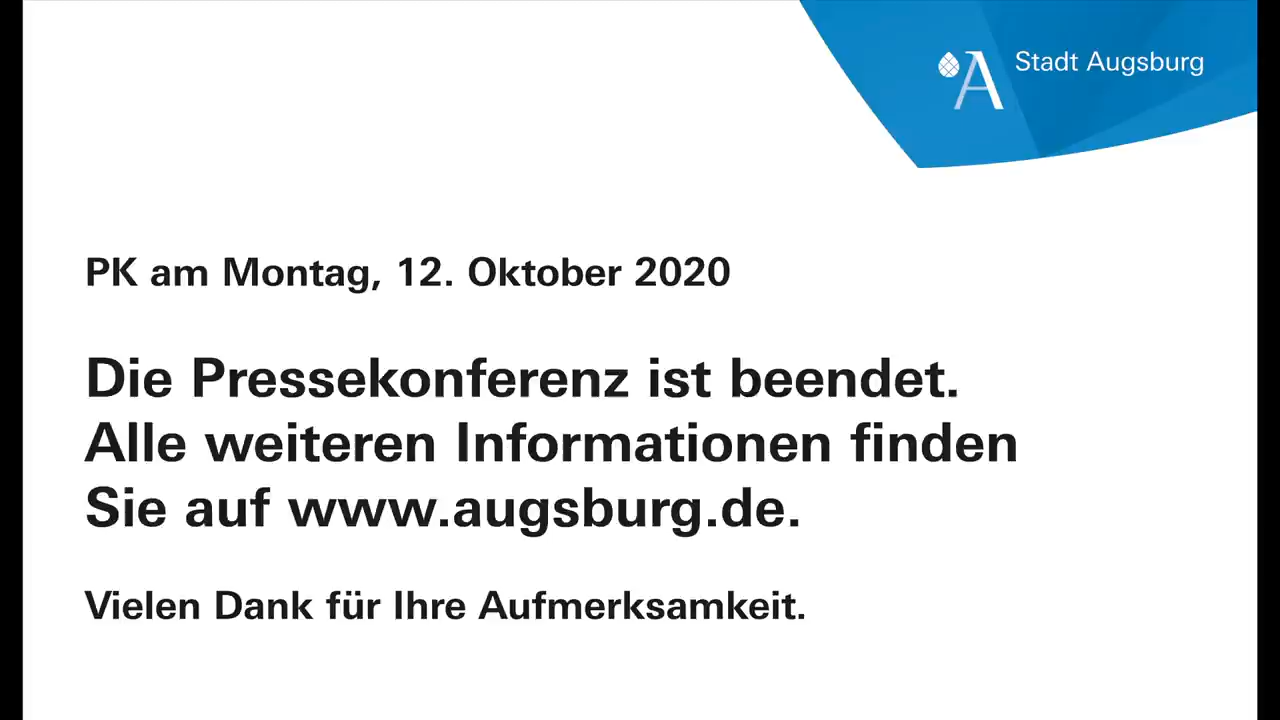 Stadt Augsburg
PK am Montag, 12. Oktober 2020
Die Pressekonferenz ist beendet.
Alle weiteren Informationen finden
Sie auf www.augsburg.de.
Vielen Dank für Ihre Aufmerksamkeit.